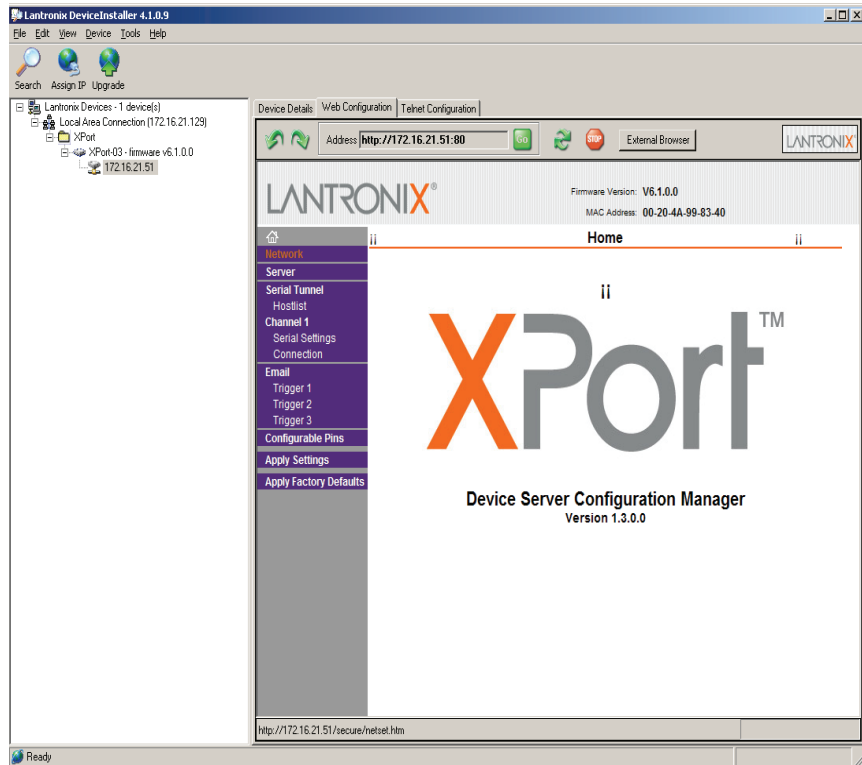 Lantronix DeviceInstaller 4.1.0.9
File Edit View Device Tools Help
Search Assign IP Upgrade
Lantronix Devices - 1 device(s)
Local Area Connection (172.16.21.129)
XPort
XPort-03 - firmware v6.1.0.0
172.16.21.51
Device Details Web Configuration Telnet Configuration
Address http://172.16.21.51:80 Go STOP External Browser LANTRONIX
LANTRONIX®
Firmware Version: V6.1.0.0
MAC Address: 00-20-4A-99-83-40
Network
Server
Serial Tunnel
Hostlist
Channel 1
Serial Settings
Connection
Email
Trigger 1
Trigger 2
Trigger 3
Configurable Pins
Apply Settings
Apply Factory Defaults
¡¡ Home ¡¡
¡¡
XPort™
Device Server Configuration Manager
Version 1.3.0.0
http://172.16.21.51/secure/netset.htm
Ready